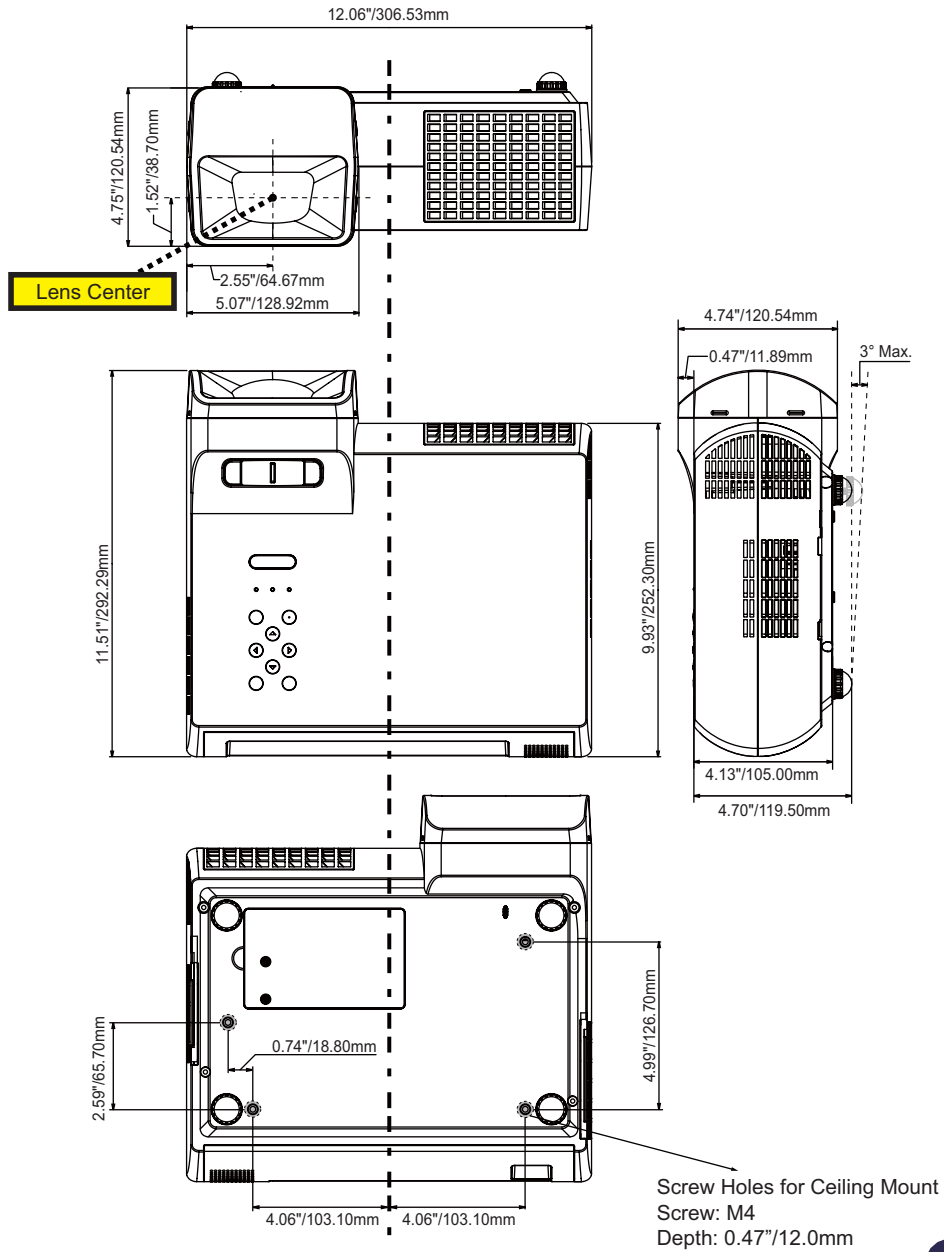 12.06"/306.53mm
4.75"/120.54mm
1.52"/38.70mm
Lens Center
2.55"/64.67mm
5.07"/128.92mm
4.74"/120.54mm
0.47"/11.89mm
3° Max.
11.51"/292.29mm
9.93"/252.30mm
4.13"/105.00mm
4.70"/119.50mm
2.59"/65.70mm
0.74"/18.80mm
4.99"/126.70mm
4.06"/103.10mm
4.06"/103.10mm
Screw Holes for Ceiling Mount
Screw: M4
Depth: 0.47”/12.0mm